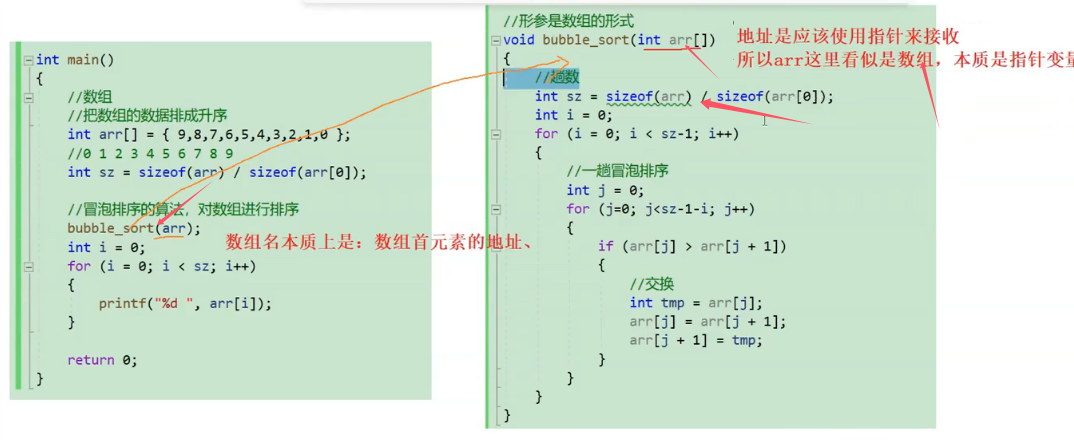 int main()
{
//数组
//把数组的数据排成升序
int arr[] = { 9,8,7,6,5,4,3,2,1,0 };
//0 1 2 3 4 5 6 7 8 9
int sz = sizeof(arr) / sizeof(arr[0]);
//冒泡排序的算法，对数组进行排序
bubble_sort(arr);
数组名本质上是：数组首元素的地址、
int i = 0;
for (i = 0; i < sz; i++)
{
printf("%d ", arr[i]);
}
return 0;
}
//形参是数组的形式
void bubble_sort(int arr[])
地址是应该使用指针来接收
所以arr这里看似是数组，本质是指针变量
{
//趟数
int sz = sizeof(arr) / sizeof(arr[0]);
int i = 0;
for (i = 0; i < sz-1; i++)
{
//一趟冒泡排序
int j = 0;
for (j=0; j<sz-1-i; j++)
{
if (arr[j] > arr[j + 1])
{
//交换
int tmp = arr[j];
arr[j] = arr[j + 1];
arr[j + 1] = tmp;
}
}
}
}